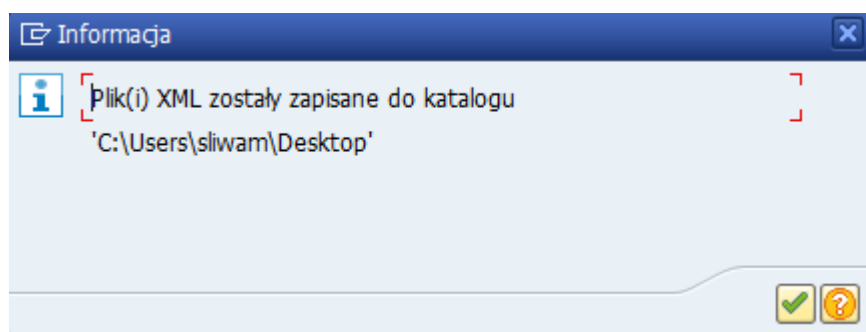 Informacja
Plik(i) XML zostały zapisane do katalogu
'C:\Users\sliwam\Desktop'